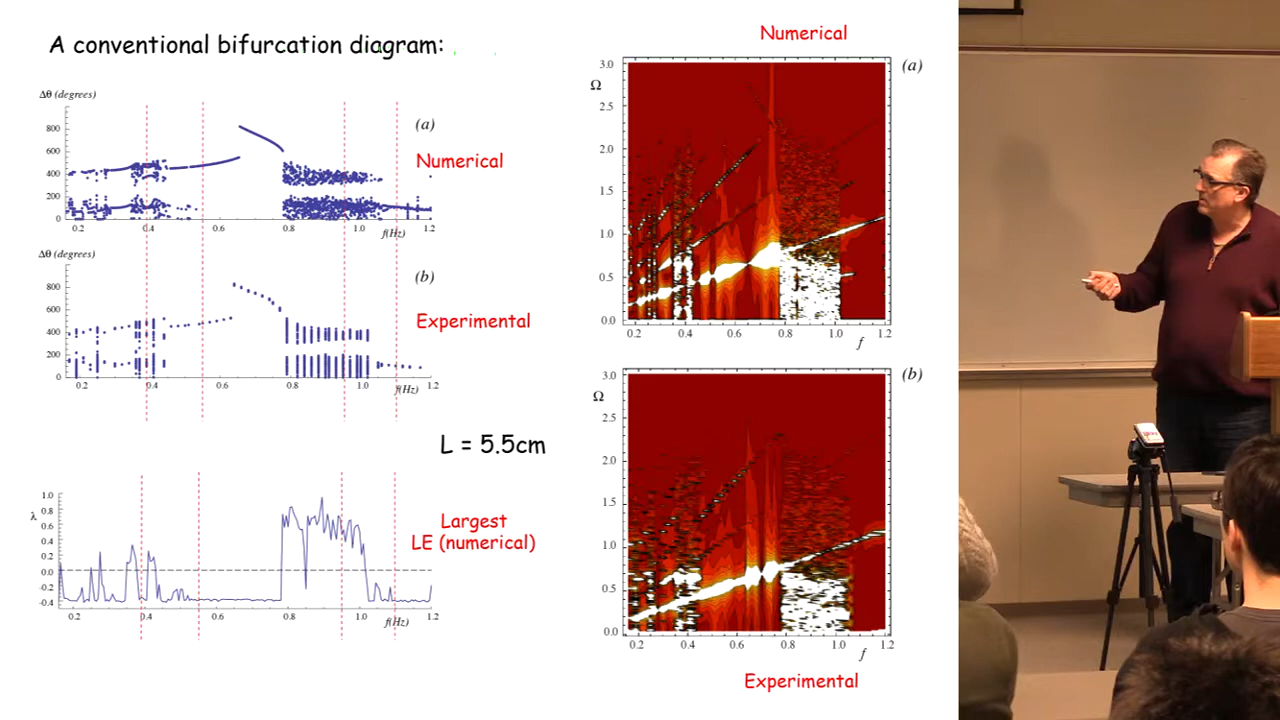 A conventional bifurcation diagram:
Δθ (degrees)
(a)
Numerical
800
600
400
200
0
0.2
0.4
0.6
0.8
1.0
1.2
f(Hz)
Δθ (degrees)
(b)
Experimental
800
600
400
200
0
0.2
0.4
0.6
0.8
1.0
1.2
f(Hz)
L = 5.5cm
λ
1.0
0.8
0.6
0.4
0.2
0.0
-0.2
-0.4
0.2
0.4
0.6
0.8
1.0
1.2
f(Hz)
Largest
LE (numerical)
Numerical
(a)
Ω
3.0
2.5
2.0
1.5
1.0
0.5
0.0
0.2
0.4
0.6
0.8
1.0
1.2
f
(b)
Ω
3.0
2.5
2.0
1.5
1.0
0.5
0.0
0.2
0.4
0.6
0.8
1.0
1.2
f
Experimental